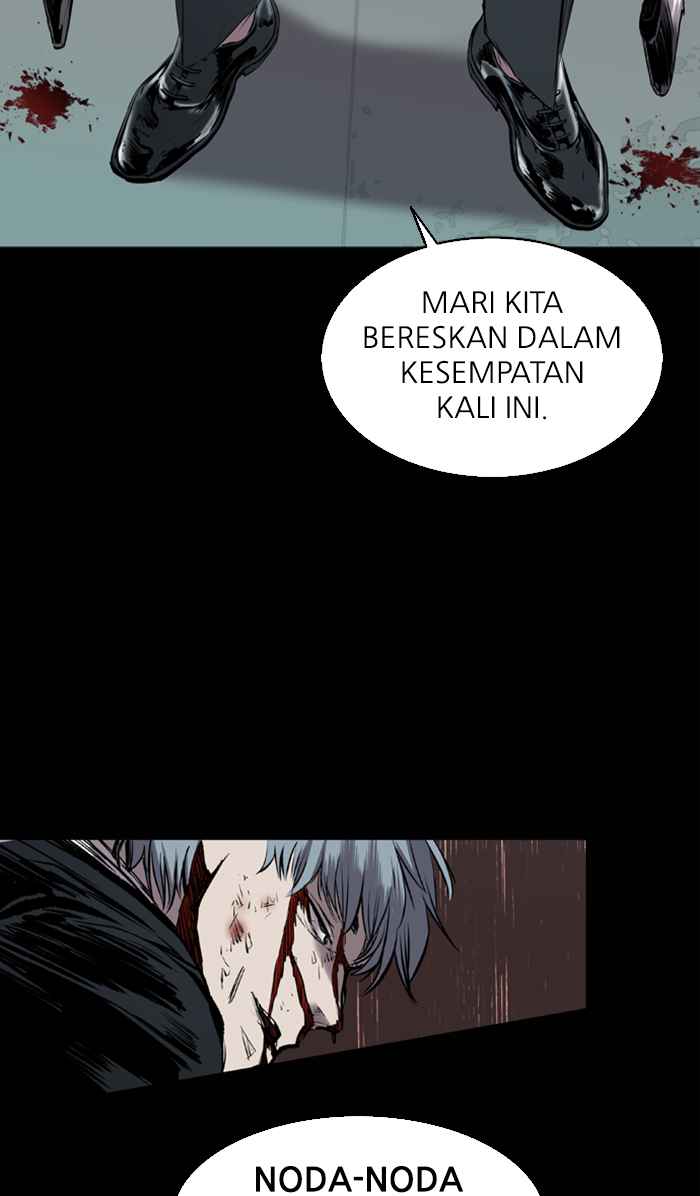 MARI KITA
BERESKAN DALAM
KESEMPATAN
KALI INI.
NODA-NODA